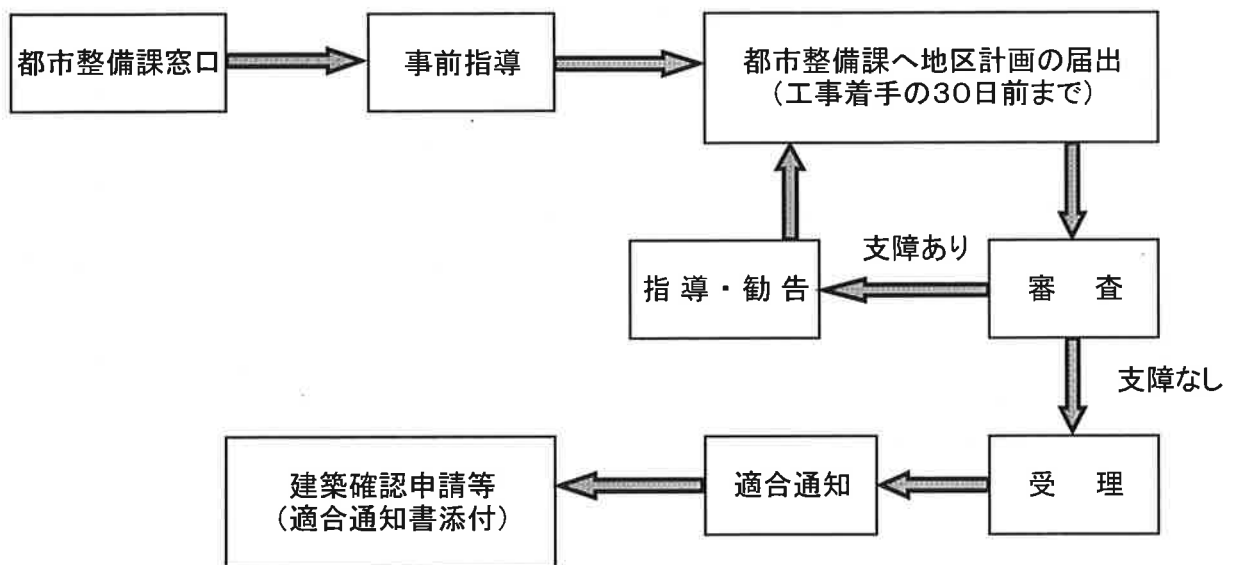 都市整備課窓口
事前指導
都市整備課へ地区計画の届出
(工事着手の30日前まで)
支障あり
指導・勧告
審　査
支障なし
建築確認申請等
(適合通知書添付)
適合通知
受　理